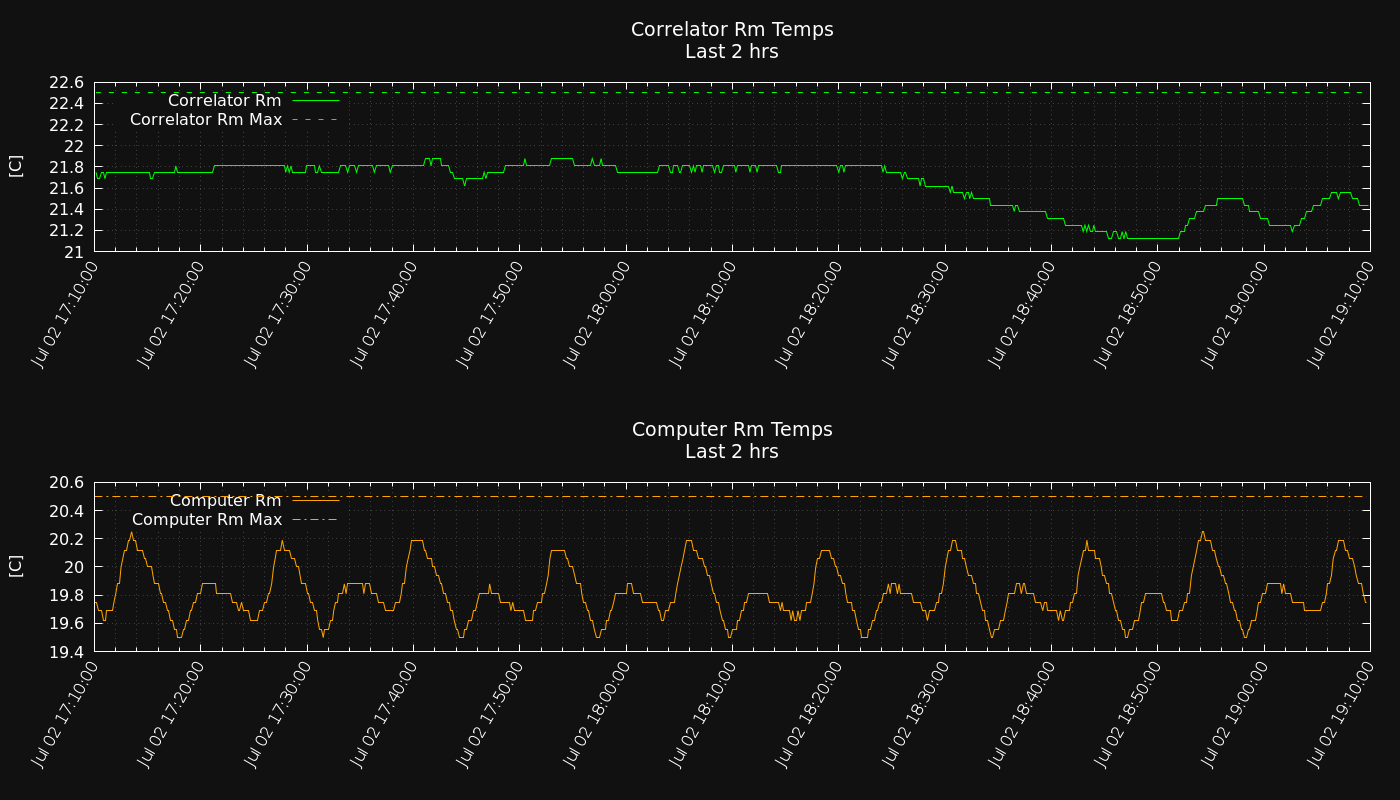 Correlator Rm Temps
Last 2 hrs
22.6
22.4
22.2
22
21.8
21.6
21.4
21.2
21
[C]
Correlator Rm
Correlator Rm Max
Jul 02 17:10:00
Jul 02 17:20:00
Jul 02 17:30:00
Jul 02 17:40:00
Jul 02 17:50:00
Jul 02 18:00:00
Jul 02 18:10:00
Jul 02 18:20:00
Jul 02 18:30:00
Jul 02 18:40:00
Jul 02 18:50:00
Jul 02 19:00:00
Jul 02 19:10:00
Computer Rm Temps
Last 2 hrs
20.6
20.4
20.2
20
19.8
19.6
19.4
[C]
Computer Rm
Computer Rm Max
Jul 02 17:10:00
Jul 02 17:20:00
Jul 02 17:30:00
Jul 02 17:40:00
Jul 02 17:50:00
Jul 02 18:00:00
Jul 02 18:10:00
Jul 02 18:20:00
Jul 02 18:30:00
Jul 02 18:40:00
Jul 02 18:50:00
Jul 02 19:00:00
Jul 02 19:10:00